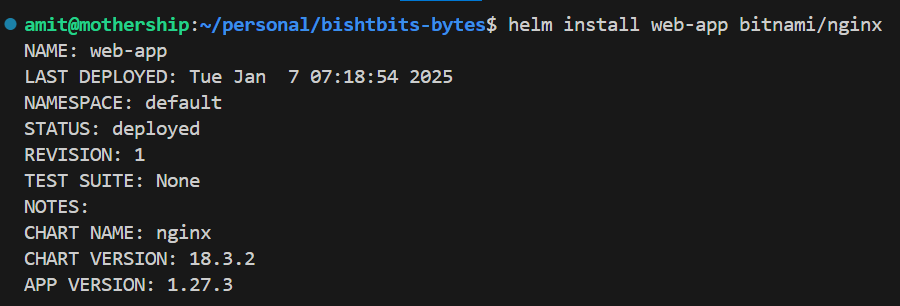 amit@mothership:~/personal/bishtbits-bytes$ helm install web-app bitnami/nginx
NAME: web-app
LAST DEPLOYED: Tue Jan  7 07:18:54 2025
NAMESPACE: default
STATUS: deployed
REVISION: 1
TEST SUITE: None
NOTES:
CHART NAME: nginx
CHART VERSION: 18.3.2
APP VERSION: 1.27.3